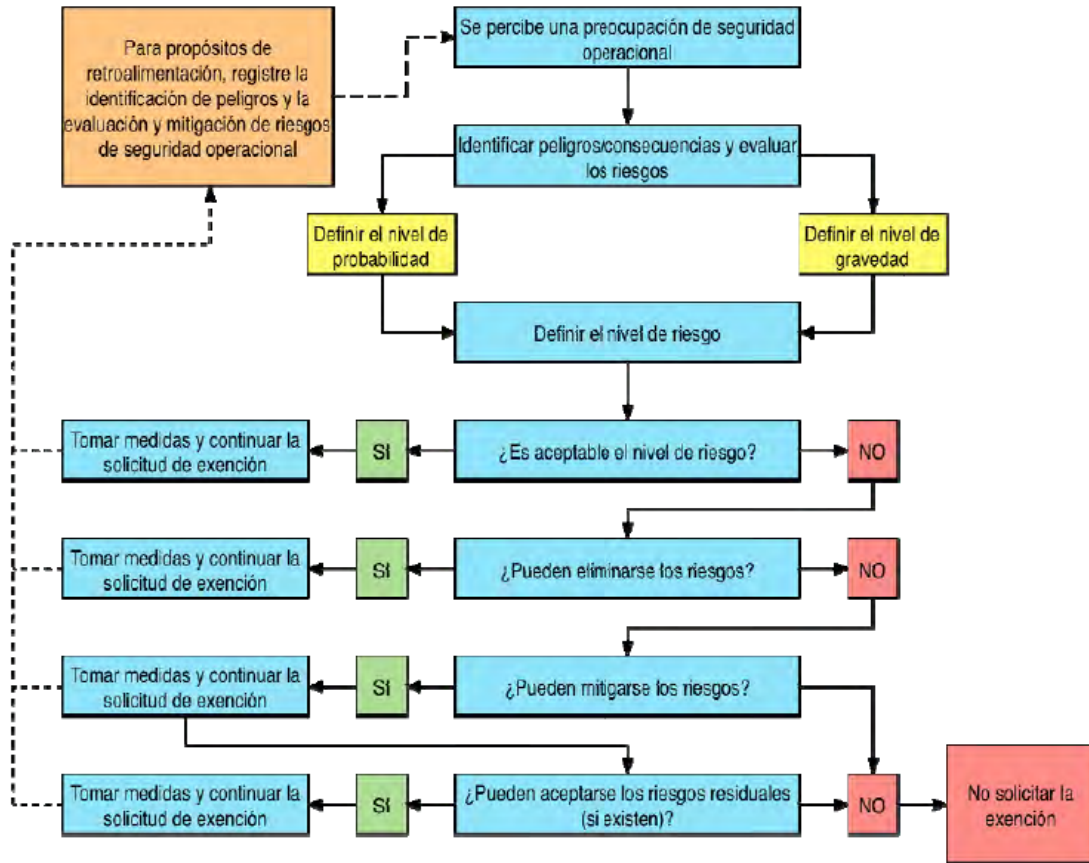 Para propósitos de
retroalimentación, registre la
identificación de peligros y la
evaluación y mitigación de riesgos
de seguridad operacional
Se percibe una preocupación de seguridad
operacional
Identificar peligros/consecuencias y evaluar
los riesgos
Definir el nivel de
probabilidad
Definir el nivel de
gravedad
Definir el nivel de riesgo
Tomar medidas y continuar la
solicitud de exención
SI
¿Es aceptable el nivel de riesgo?
NO
Tomar medidas y continuar la
solicitud de exención
SI
¿Pueden eliminarse los riesgos?
NO
Tomar medidas y continuar la
solicitud de exención
SI
¿Pueden mitigarse los riesgos?
Tomar medidas y continuar la
solicitud de exención
SI
¿Pueden aceptarse los riesgos residuales
(si existen)?
NO
No solicitar la
exención